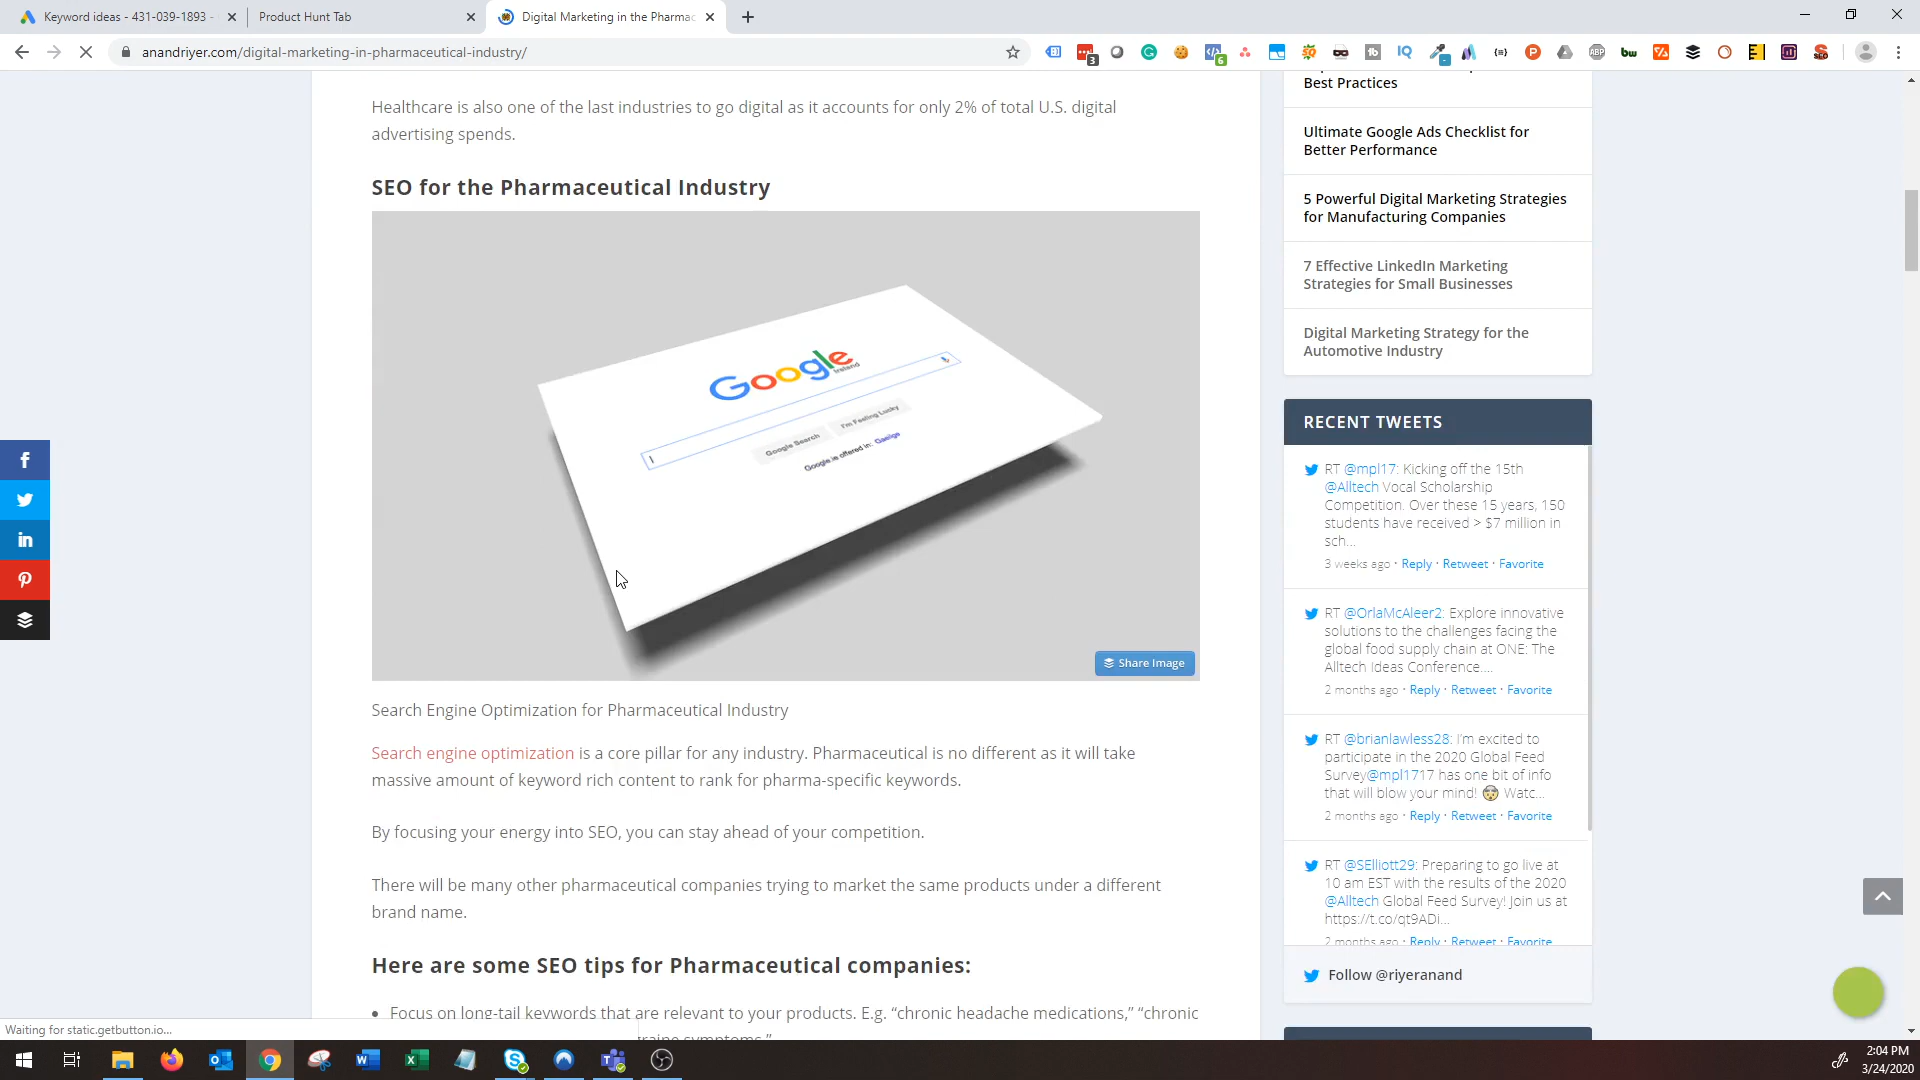 Keyword ideas - 431-039-1893 -
Product Hunt Tab
Digital Marketing in the Pharmac
anandriyer.com/digital-marketing-in-pharmaceutical-industry/
Healthcare is also one of the last industries to go digital as it accounts for only 2% of total U.S. digital
advertising spends.
SEO for the Pharmaceutical Industry
Google
Ireland
Google Search
I'm Feeling Lucky
Google.ie offered in: Gaeilge
Share Image
Search Engine Optimization for Pharmaceutical Industry
Search engine optimization is a core pillar for any industry. Pharmaceutical is no different as it will take
massive amount of keyword rich content to rank for pharma-specific keywords.
By focusing your energy into SEO, you can stay ahead of your competition.
There will be many other pharmaceutical companies trying to market the same products under a different
brand name.
Here are some SEO tips for Pharmaceutical companies:
• Focus on long-tail keywords that are relevant to your products. E.g. “chronic headache medications,” “chronic
Best Practices
Ultimate Google Ads Checklist for
Better Performance
5 Powerful Digital Marketing Strategies
for Manufacturing Companies
7 Effective LinkedIn Marketing
Strategies for Small Businesses
Digital Marketing Strategy for the
Automotive Industry
RECENT TWEETS
RT @mpl17: Kicking off the 15th
@Alltech Vocal Scholarship
Competition. Over these 15 years, 150
students have received > $7 million in
sch...
3 weeks ago · Reply · Retweet · Favorite
RT @OrlaMcAleer2: Explore innovative
solutions to the challenges facing the
global food supply chain at ONE: The
Alltech Ideas Conference....
2 months ago · Reply · Retweet · Favorite
RT @brianlawless28: I'm excited to
participate in the 2020 Global Feed
Survey@mpl1717 has one bit of info
that will blow your mind! 🤯 Watc...
2 months ago · Reply · Retweet · Favorite
RT @SElliott29: Preparing to go live at
10 am EST with the results of the 2020
@Alltech Global Feed Survey! Join us at
https://t.co/qt9ADi...
2 months ago · Reply · Retweet · Favorite
Follow @riyeranand
Waiting for static.getbutton.io...
2:04 PM
3/24/2020